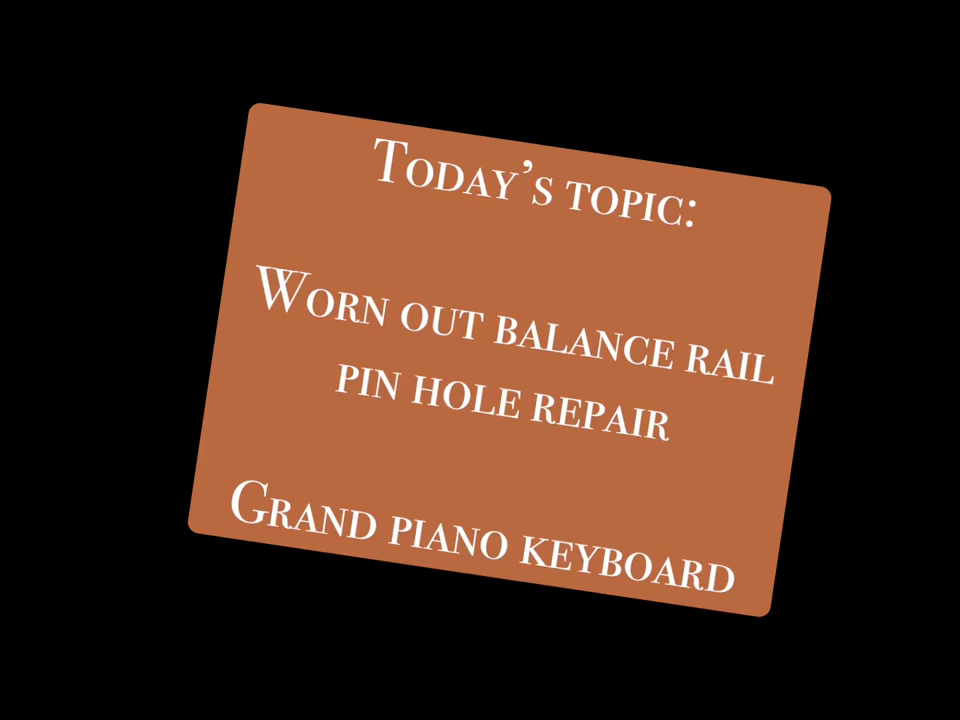 Today's topic:
Worn out balance rail
pin hole repair
Grand piano keyboard